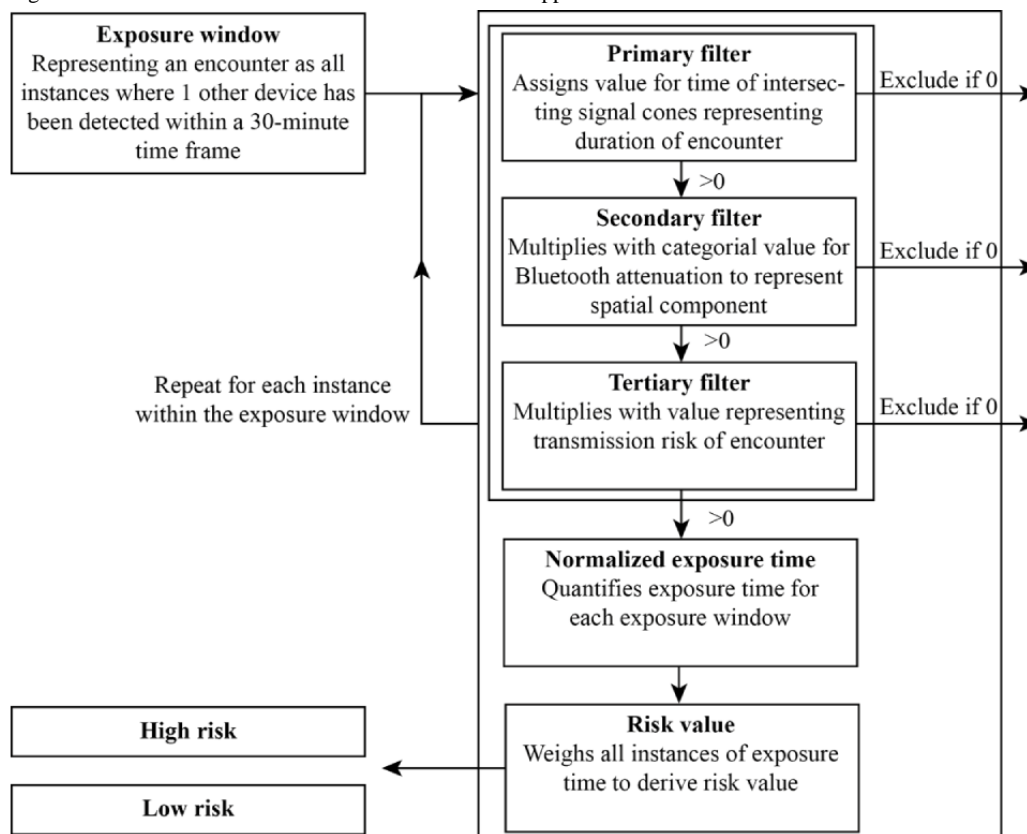 Exposure window
Representing an encounter as all
instances where 1 other device has
been detected within a 30-minute
time frame
Primary filter
Assigns value for time of intersec-
ting signal cones representing
duration of encounter
Exclude if 0
>0
Secondary filter
Multiplies with categorial value for
Bluetooth attenuation to represent
spatial component
Exclude if 0
>0
Repeat for each instance
within the exposure window
Tertiary filter
Multiplies with value representing
transmission risk of encounter
Exclude if 0
>0
Normalized exposure time
Quantifies exposure time for
each exposure window
Risk value
Weighs all instances of exposure
time to derive risk value
High risk
Low risk